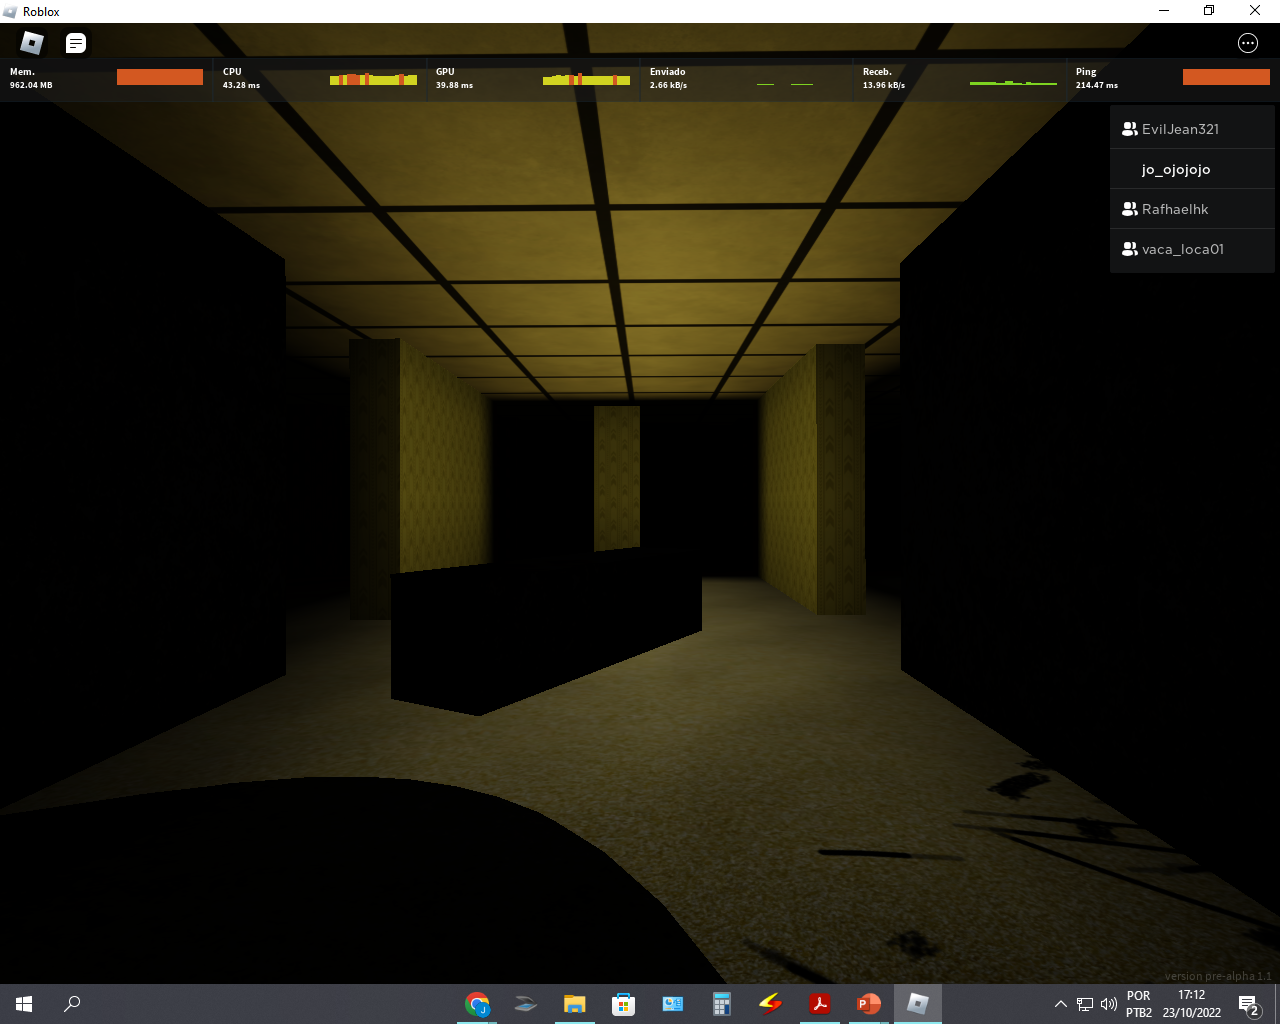 Roblox
Mem.
962.04 MB
CPU
43.28 ms
GPU
39.88 ms
Enviado
2.66 kB/s
Receb.
13.96 kB/s
Ping
214.47 ms
EvilJean321
jo_ojojojo
Rafhaelhk
vaca_loca01
version pre-alpha 1.1
J
POR
PTB2
17:12
23/10/2022
2